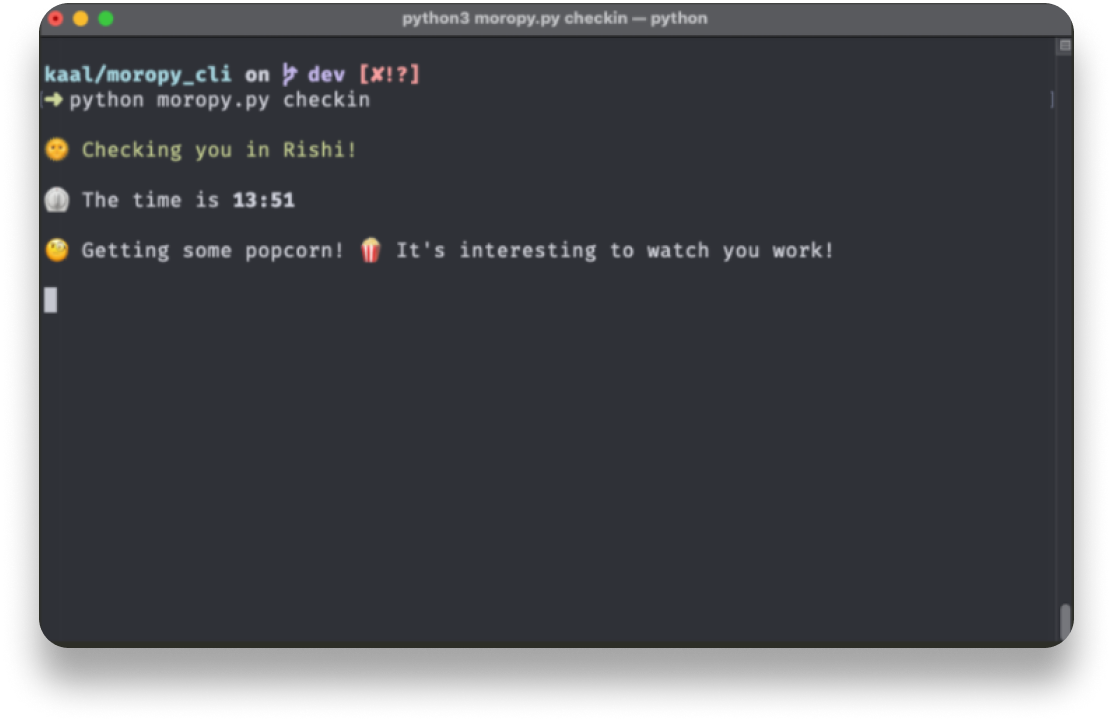 python3 moropy.py checkin — python
kaal/moropy_cli on dev [✘!?]
➜ python moropy.py checkin
🌞 Checking you in Rishi!
The time is 13:51
🧐 Getting some popcorn! 🍿 It's interesting to watch you work!